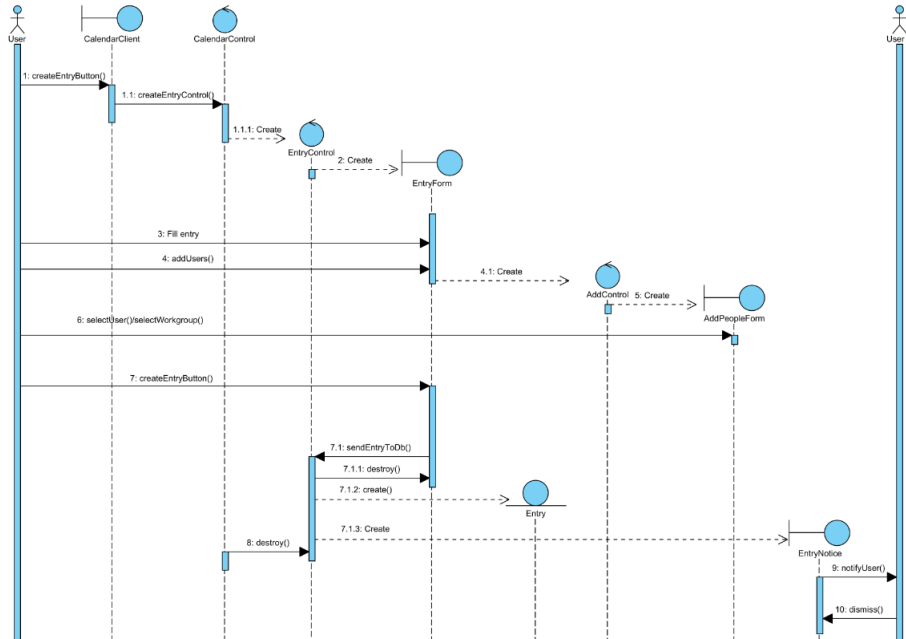 User
CalendarClient
CalendarControl
User
1: createEntryButton()
1.1: createEntryControl()
1.1.1: Create
EntryControl
2: Create
EntryForm
3: Fill entry
4: addUsers()
4.1: Create
AddControl
5: Create
AddPeopleForm
6: selectUser()/selectWorkgroup()
7: createEntryButton()
7.1: sendEntryToDb()
7.1.1: destroy()
7.1.2: create()
Entry
7.1.3: Create
8: destroy()
EntryNotice
9: notifyUser()
10: dismiss()